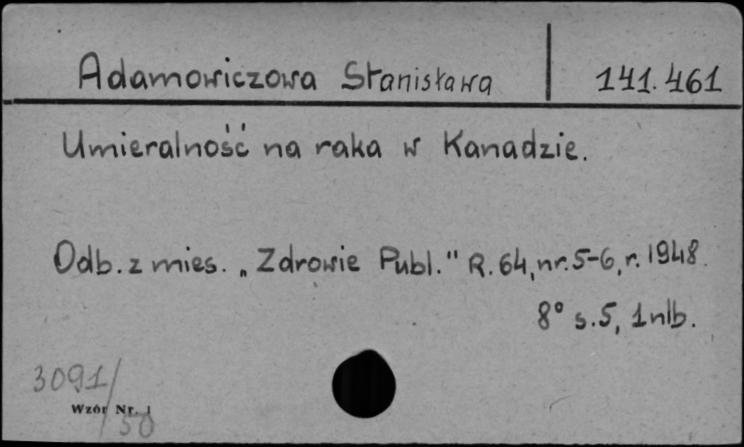 Adamowiczowa Stanisława 141.461
Umieralność na raka w Kanadzie.
Odb. z mies. „Zdrowie Publ." R. 64, nr. 5-6, r. 1948
8° s. 5, 1 nlb.
3091/50
Wzór Nr. 1